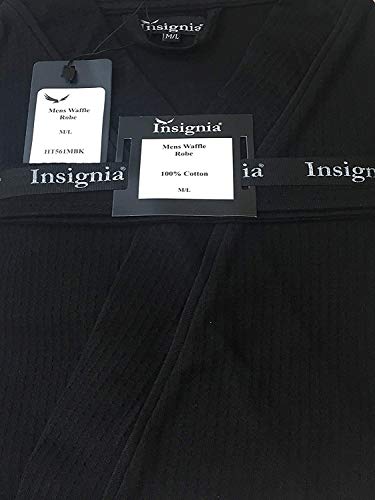 Insignia®
M/L
Mens Waffle
Robe
M/L
HT561MBK
Insignia®
Mens Waffle
Robe
100% Cotton
M/L
Insignia®
Insignia®